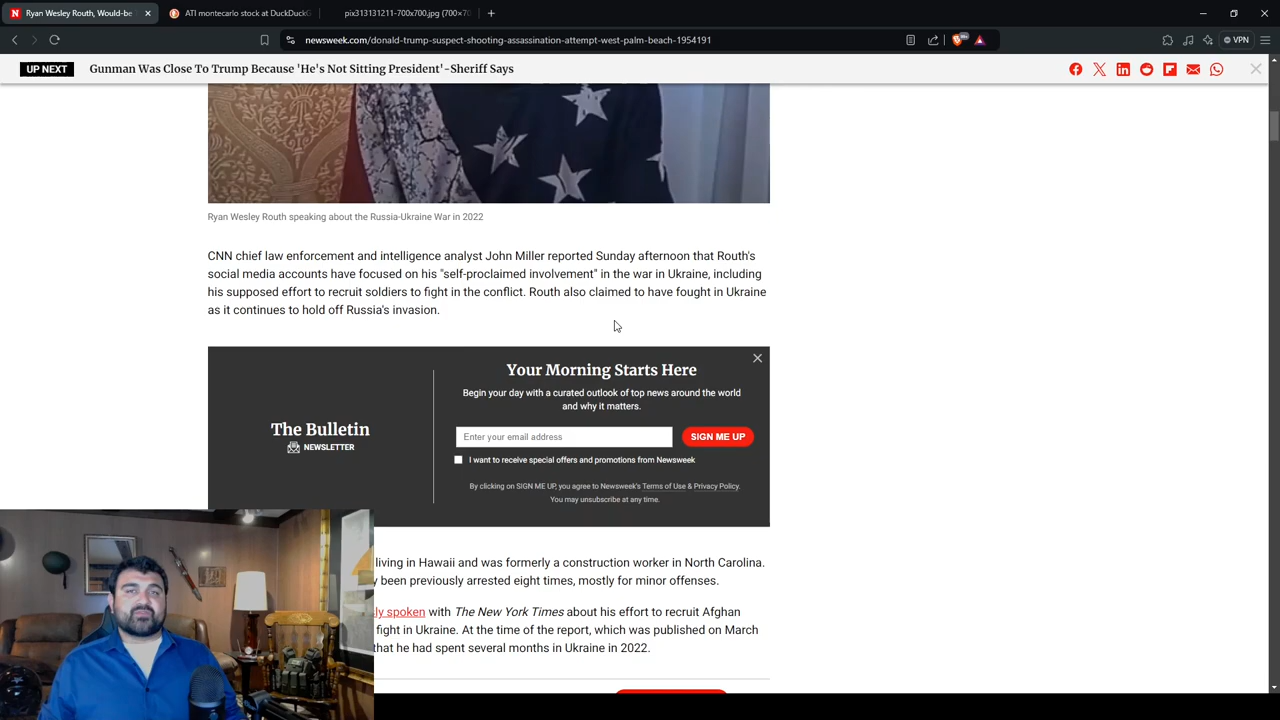 Ryan Wesley Routh, Would-be
ATI montecarlo stock at DuckDuckG
pix313131211-700x700.jpg (700×70
newsweek.com/donald-trump-suspect-shooting-assassination-attempt-west-palm-beach-1954191
VPN
UP NEXT
Gunman Was Close To Trump Because 'He's Not Sitting President'-Sheriff Says
Ryan Wesley Routh speaking about the Russia-Ukraine War in 2022
CNN chief law enforcement and intelligence analyst John Miller reported Sunday afternoon that Routh's
social media accounts have focused on his "self-proclaimed involvement" in the war in Ukraine, including
his supposed effort to recruit soldiers to fight in the conflict. Routh also claimed to have fought in Ukraine
as it continues to hold off Russia's invasion.
Your Morning Starts Here
Begin your day with a curated outlook of top news around the world
and why it matters.
The Bulletin
NEWSLETTER
Enter your email address
SIGN ME UP
I want to receive special offers and promotions from Newsweek
By clicking on SIGN ME UP, you agree to Newsweek's Terms of Use & Privacy Policy.
You may unsubscribe at any time.
living in Hawaii and was formerly a construction worker in North Carolina.
y been previously arrested eight times, mostly for minor offenses.
ly spoken with The New York Times about his effort to recruit Afghan
fight in Ukraine. At the time of the report, which was published on March
that he had spent several months in Ukraine in 2022.